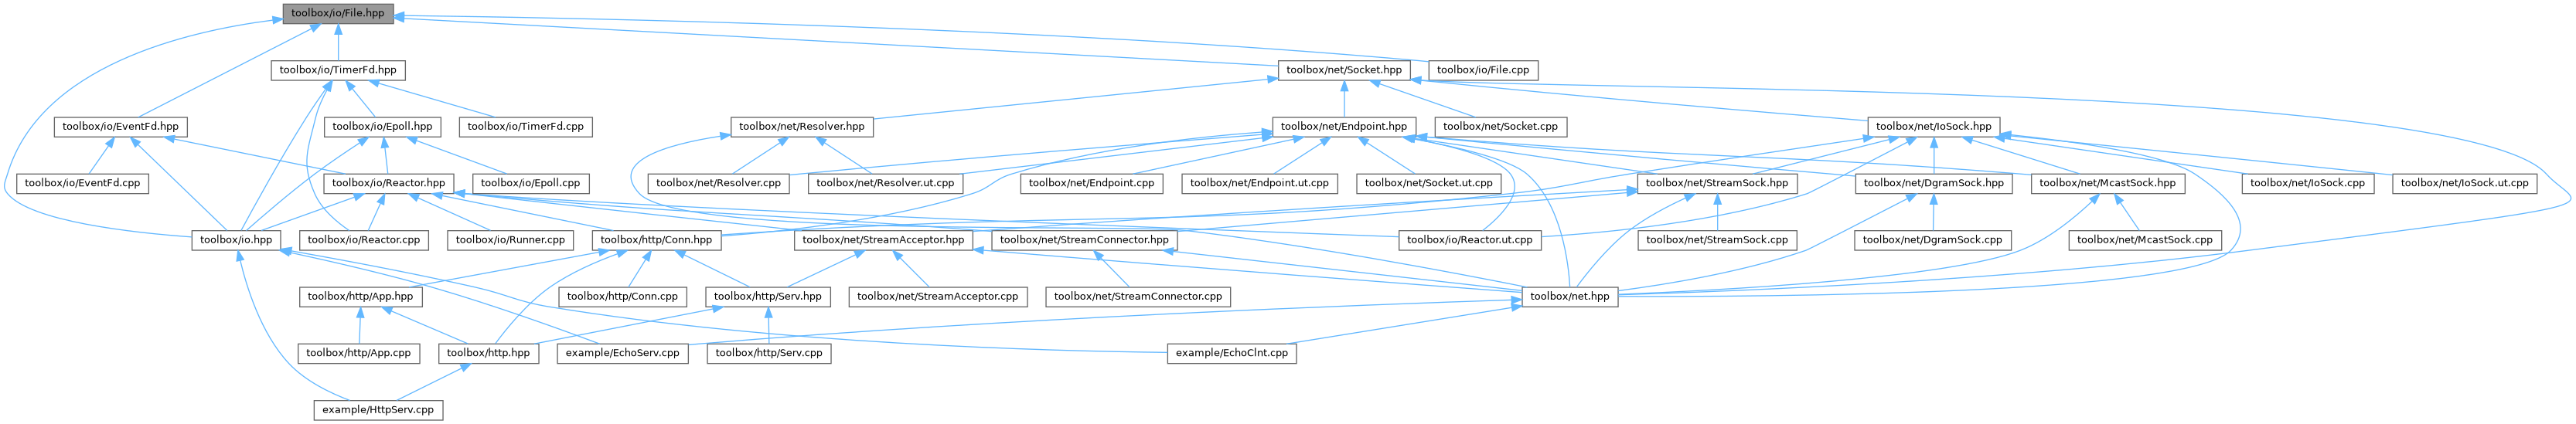 toolbox/io/File.hpp
toolbox/io/TimerFd.hpp
toolbox/net/Socket.hpp
toolbox/io/File.cpp
toolbox/io/EventFd.hpp
toolbox/io/Epoll.hpp
toolbox/io/TimerFd.cpp
toolbox/net/Resolver.hpp
toolbox/net/Endpoint.hpp
toolbox/net/Socket.cpp
toolbox/net/IoSock.hpp
toolbox/io/EventFd.cpp
toolbox/io/Reactor.hpp
toolbox/io/Epoll.cpp
toolbox/net/Resolver.cpp
toolbox/net/Resolver.ut.cpp
toolbox/net/Endpoint.cpp
toolbox/net/Endpoint.ut.cpp
toolbox/net/Socket.ut.cpp
toolbox/net/StreamSock.hpp
toolbox/net/DgramSock.hpp
toolbox/net/McastSock.hpp
toolbox/net/IoSock.cpp
toolbox/net/IoSock.ut.cpp
toolbox/io.hpp
toolbox/io/Reactor.cpp
toolbox/io/Runner.cpp
toolbox/http/Conn.hpp
toolbox/net/StreamAcceptor.hpp
toolbox/net/StreamConnector.hpp
toolbox/io/Reactor.ut.cpp
toolbox/net/StreamSock.cpp
toolbox/net/DgramSock.cpp
toolbox/net/McastSock.cpp
toolbox/http/App.hpp
toolbox/http/Conn.cpp
toolbox/http/Serv.hpp
toolbox/net/StreamAcceptor.cpp
toolbox/net/StreamConnector.cpp
toolbox/net.hpp
toolbox/http/App.cpp
toolbox/http.hpp
example/EchoServ.cpp
toolbox/http/Serv.cpp
example/EchoClnt.cpp
example/HttpServ.cpp